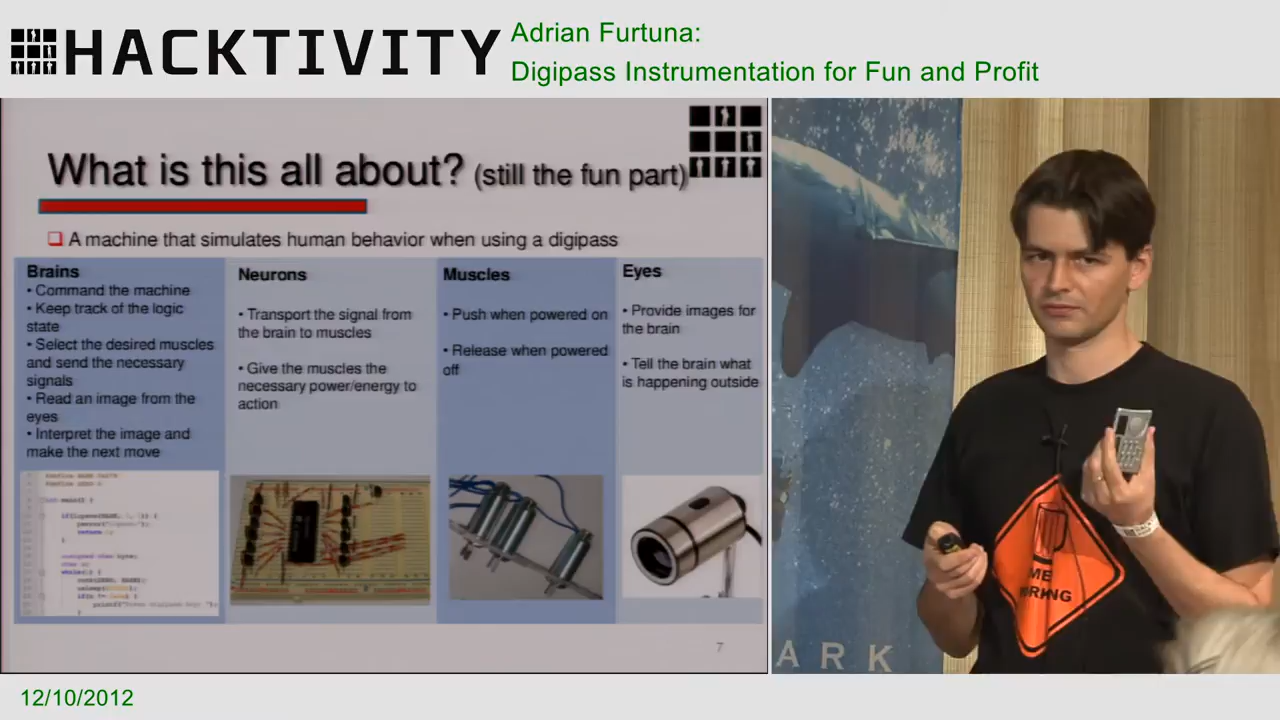 HACKTIVITY
Adrian Furtuna:
Digipass Instrumentation for Fun and Profit
What is this all about? (still the fun part)
A machine that simulates human behavior when using a digipass
Brains
• Command the machine
• Keep track of the logic
state
• Select the desired muscles
and send the necessary
signals
• Read an image from the
eyes
• Interpret the image and
make the next move
Neurons
• Transport the signal from
the brain to muscles
• Give the muscles the
necessary power/energy to
action
Muscles
• Push when powered on
• Release when powered
off
Eyes
• Provide images for
the brain
• Tell the brain what
is happening outside
7
ARK
12/10/2012